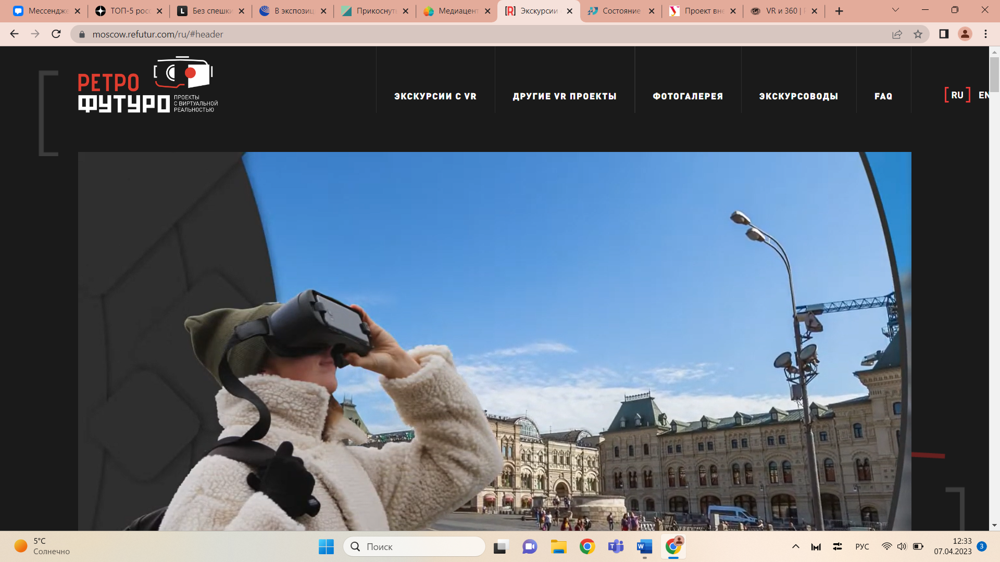 Мессендже
ТОП-5 росс
Без спешки
В экспозиц
Прикоснут
Медиацент
Экскурсии
Состояние
Проект вне
VR и 360 |
moscow.refutur.com/ru/#header
РЕТРО
ФУТУРО
ПРОЕКТЫ
С ВИРТУАЛЬНОЙ
РЕАЛЬНОСТЬЮ
ЭКСКУРСИИ С VR
ДРУГИЕ VR ПРОЕКТЫ
ФОТОГАЛЕРЕЯ
ЭКСКУРСОВОДЫ
FAQ
[RU] EN
5°C
Солнечно
Поиск
РУС
12:33
07.04.2023
3